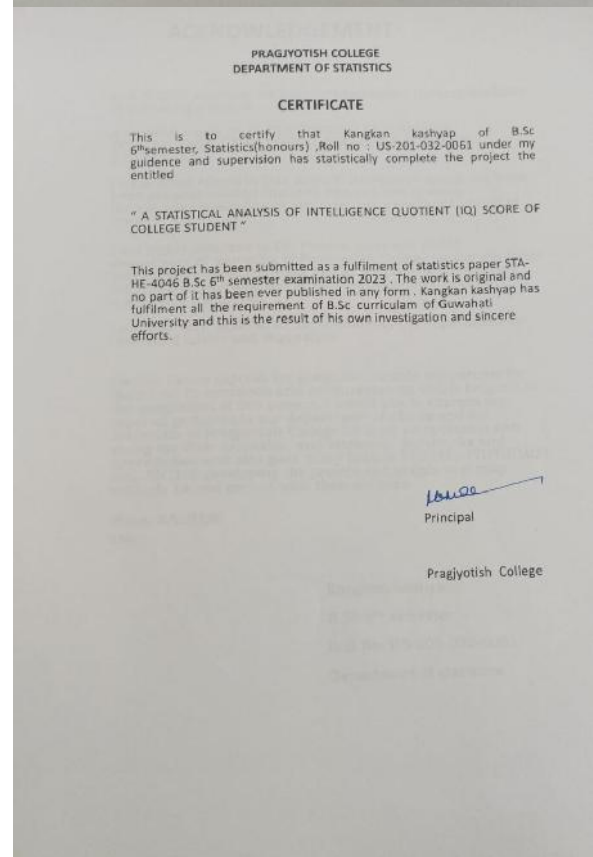 PRAGJYOTISH COLLEGE
DEPARTMENT OF STATISTICS
CERTIFICATE
This is to certify that Kangkan kashyap of B.Sc
6thsemester, Statistics(honours) ,Roll no : US-201-032-0061 under my
guidence and supervision has statistically complete the project the
entitled
" A STATISTICAL ANALYSIS OF INTELLIGENCE QUOTIENT (IQ) SCORE OF
COLLEGE STUDENT "
This project has been submitted as a fulfilment of statistics paper STA-
HE-4046 B.Sc 6th semester examination 2023 . The work is original and
no part of it has been ever published in any form . Kangkan kashyap has
fulfilment all the requirement of B.Sc curriculam of Guwahati
University and this is the result of his own investigation and sincere
efforts.
Principal
Pragjyotish College